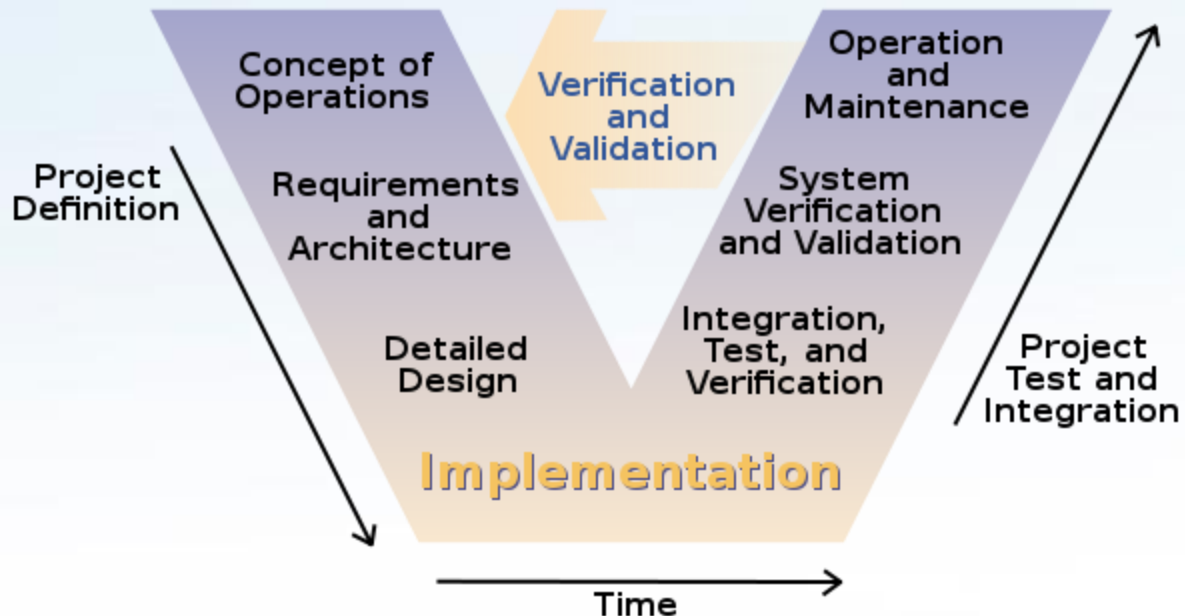 Concept of
Operations
Verification
and
Validation
Operation
and
Maintenance
Project
Definition
Requirements
and
Architecture
System
Verification
and Validation
Detailed
Design
Integration,
Test, and
Verification
Project
Test and
Integration
Implementation
Time